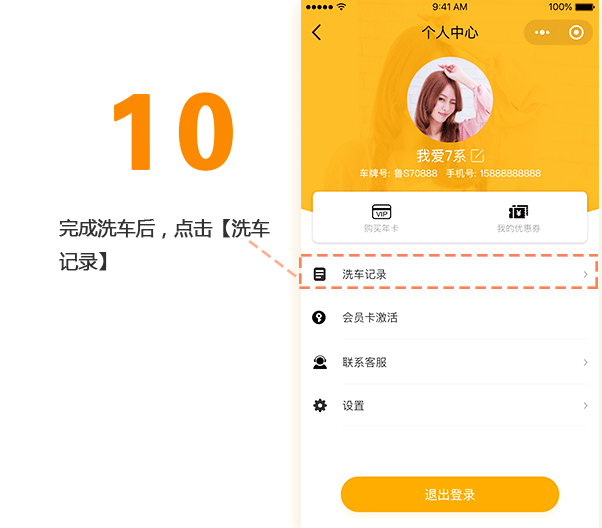 10
完成洗车后，点击【洗车
记录】
9:41 AM
100%
个人中心
我爱7系
车牌号: 鲁S70888 手机号: 15888888888
VIP
购买年卡
我的优惠券
洗车记录
会员卡激活
联系客服
设置
退出登录